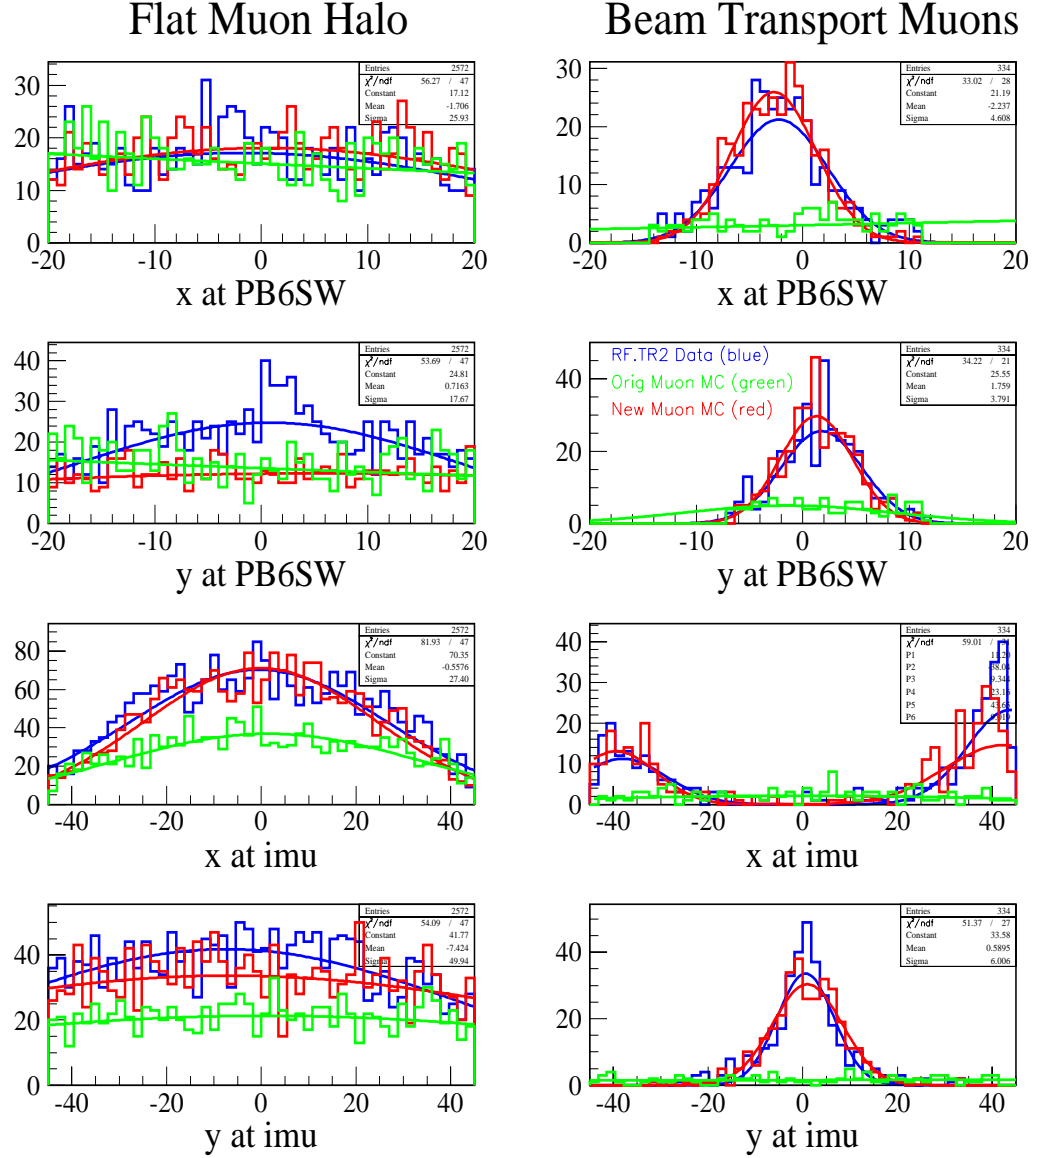 Flat Muon Halo
Beam Transport Muons
Entries 2572
χ²/ndf 56.27 / 47
Constant 17.12
Mean -1.706
Sigma 25.93
30
20
10
0
-20 -10 0 10 20
x at PB6SW
Entries 334
χ²/ndf 33.02 / 28
Constant 21.19
Mean -2.237
Sigma 4.608
30
20
10
0
-20 -10 0 10 20
x at PB6SW
Entries 2572
χ²/ndf 53.69 / 47
Constant 24.81
Mean 0.7163
Sigma 17.67
40
30
20
10
0
-20 -10 0 10 20
y at PB6SW
RF.TR2 Data (blue)
Orig Muon MC (green)
New Muon MC (red)
Entries 334
χ²/ndf 34.22 / 21
Constant 25.55
Mean 1.759
Sigma 3.791
40
20
0
-20 -10 0 10 20
y at PB6SW
Entries 2572
χ²/ndf 81.93 / 47
Constant 70.35
Mean -0.5576
Sigma 27.40
80
60
40
20
0
-40 -20 0 20 40
x at imu
Entries 334
χ²/ndf 59.01 /
P1
P2
P3
P4
P5
P6
40
30
20
10
0
-40 -20 0 20 40
x at imu
Entries 2572
χ²/ndf 54.09 / 47
Constant 41.77
Mean -7.424
Sigma 49.94
40
20
0
-40 -20 0 20 40
y at imu
Entries 334
χ²/ndf 51.37 / 27
Constant 33.58
Mean 0.5895
Sigma 6.006
40
20
0
-40 -20 0 20 40
y at imu